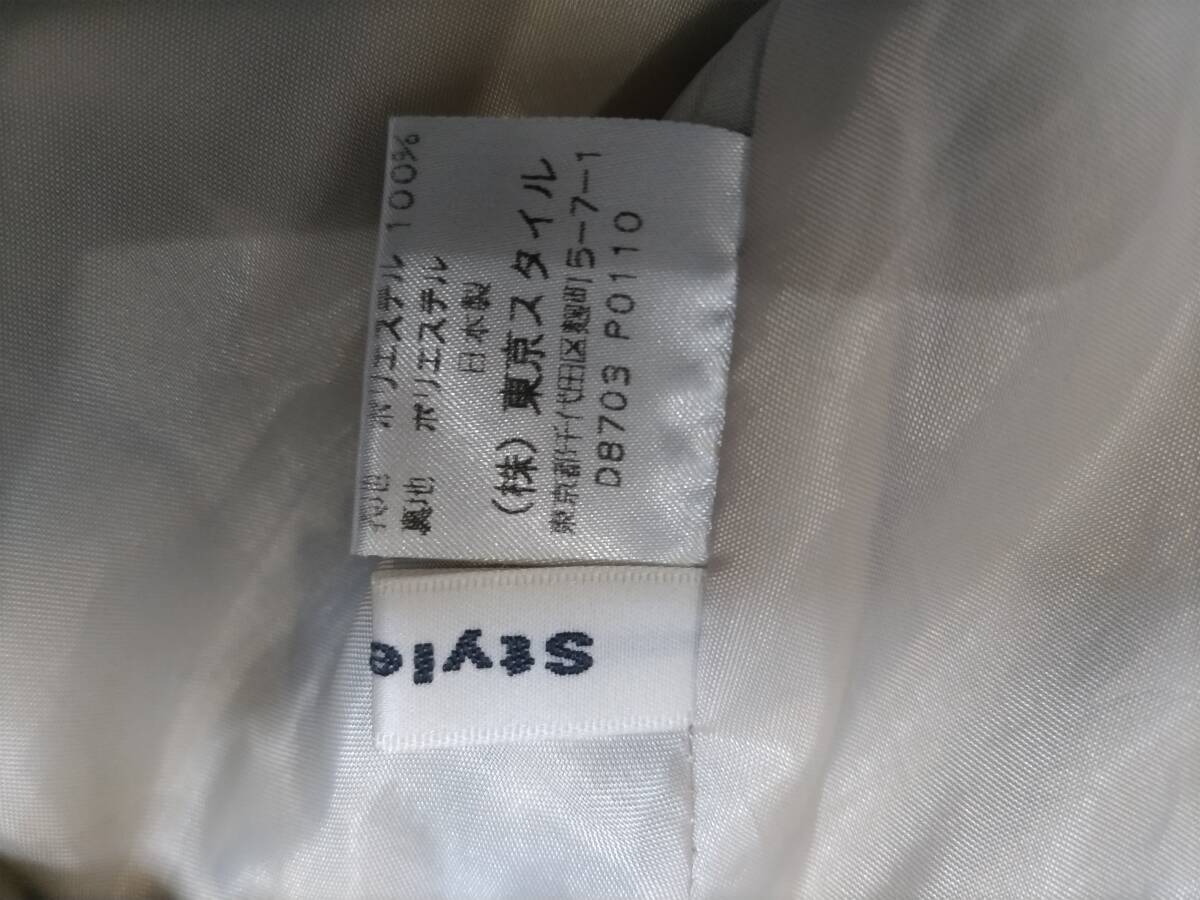 表地 ポリエステル 100%
裏地 ポリエステル
日本製
(株) 東京スタイル
東京都千代田区麹町5-7-1
D8703 P0110
Style